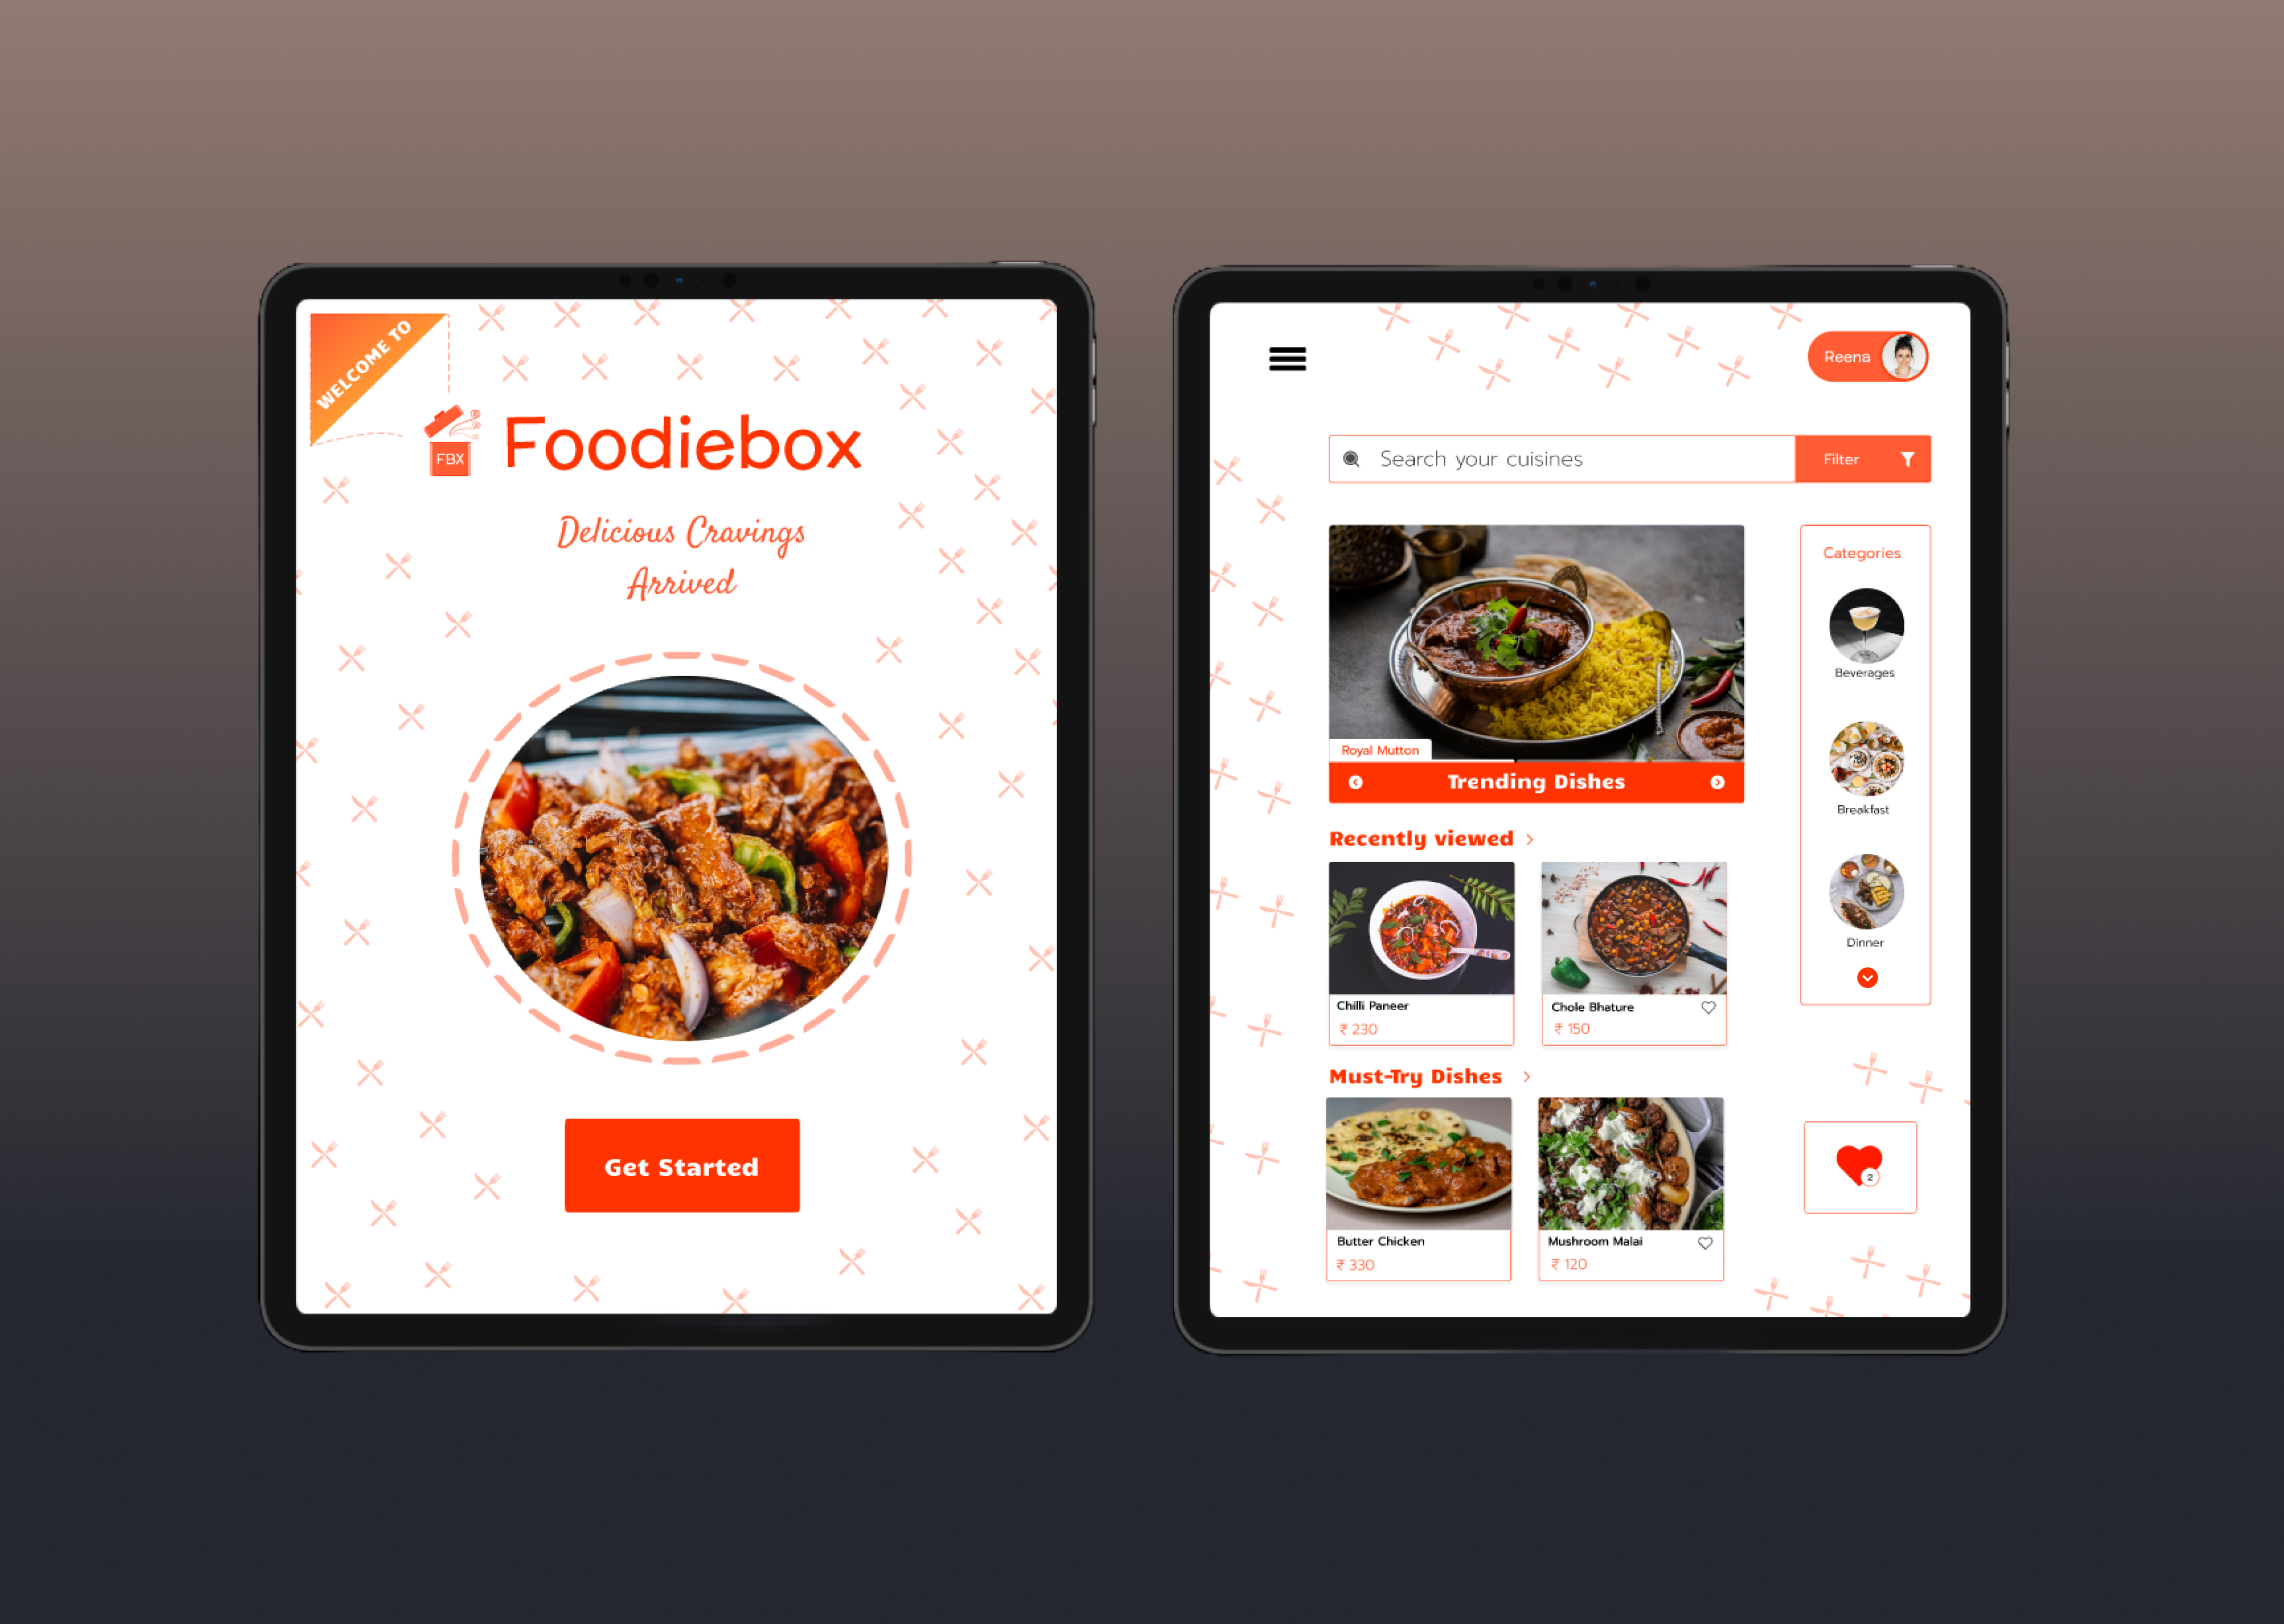 WELCOME TO
FBX
Foodiebox
Delicious Cravings
Arrived
Get Started
Reena
Search your cuisines
Filter
Royal Mutton
Trending Dishes
Categories
Beverages
Breakfast
Dinner
Recently viewed
Chilli Paneer
₹ 230
Chole Bhature
₹ 150
Must-Try Dishes
Butter Chicken
₹ 330
Mushroom Malai
₹ 120
2